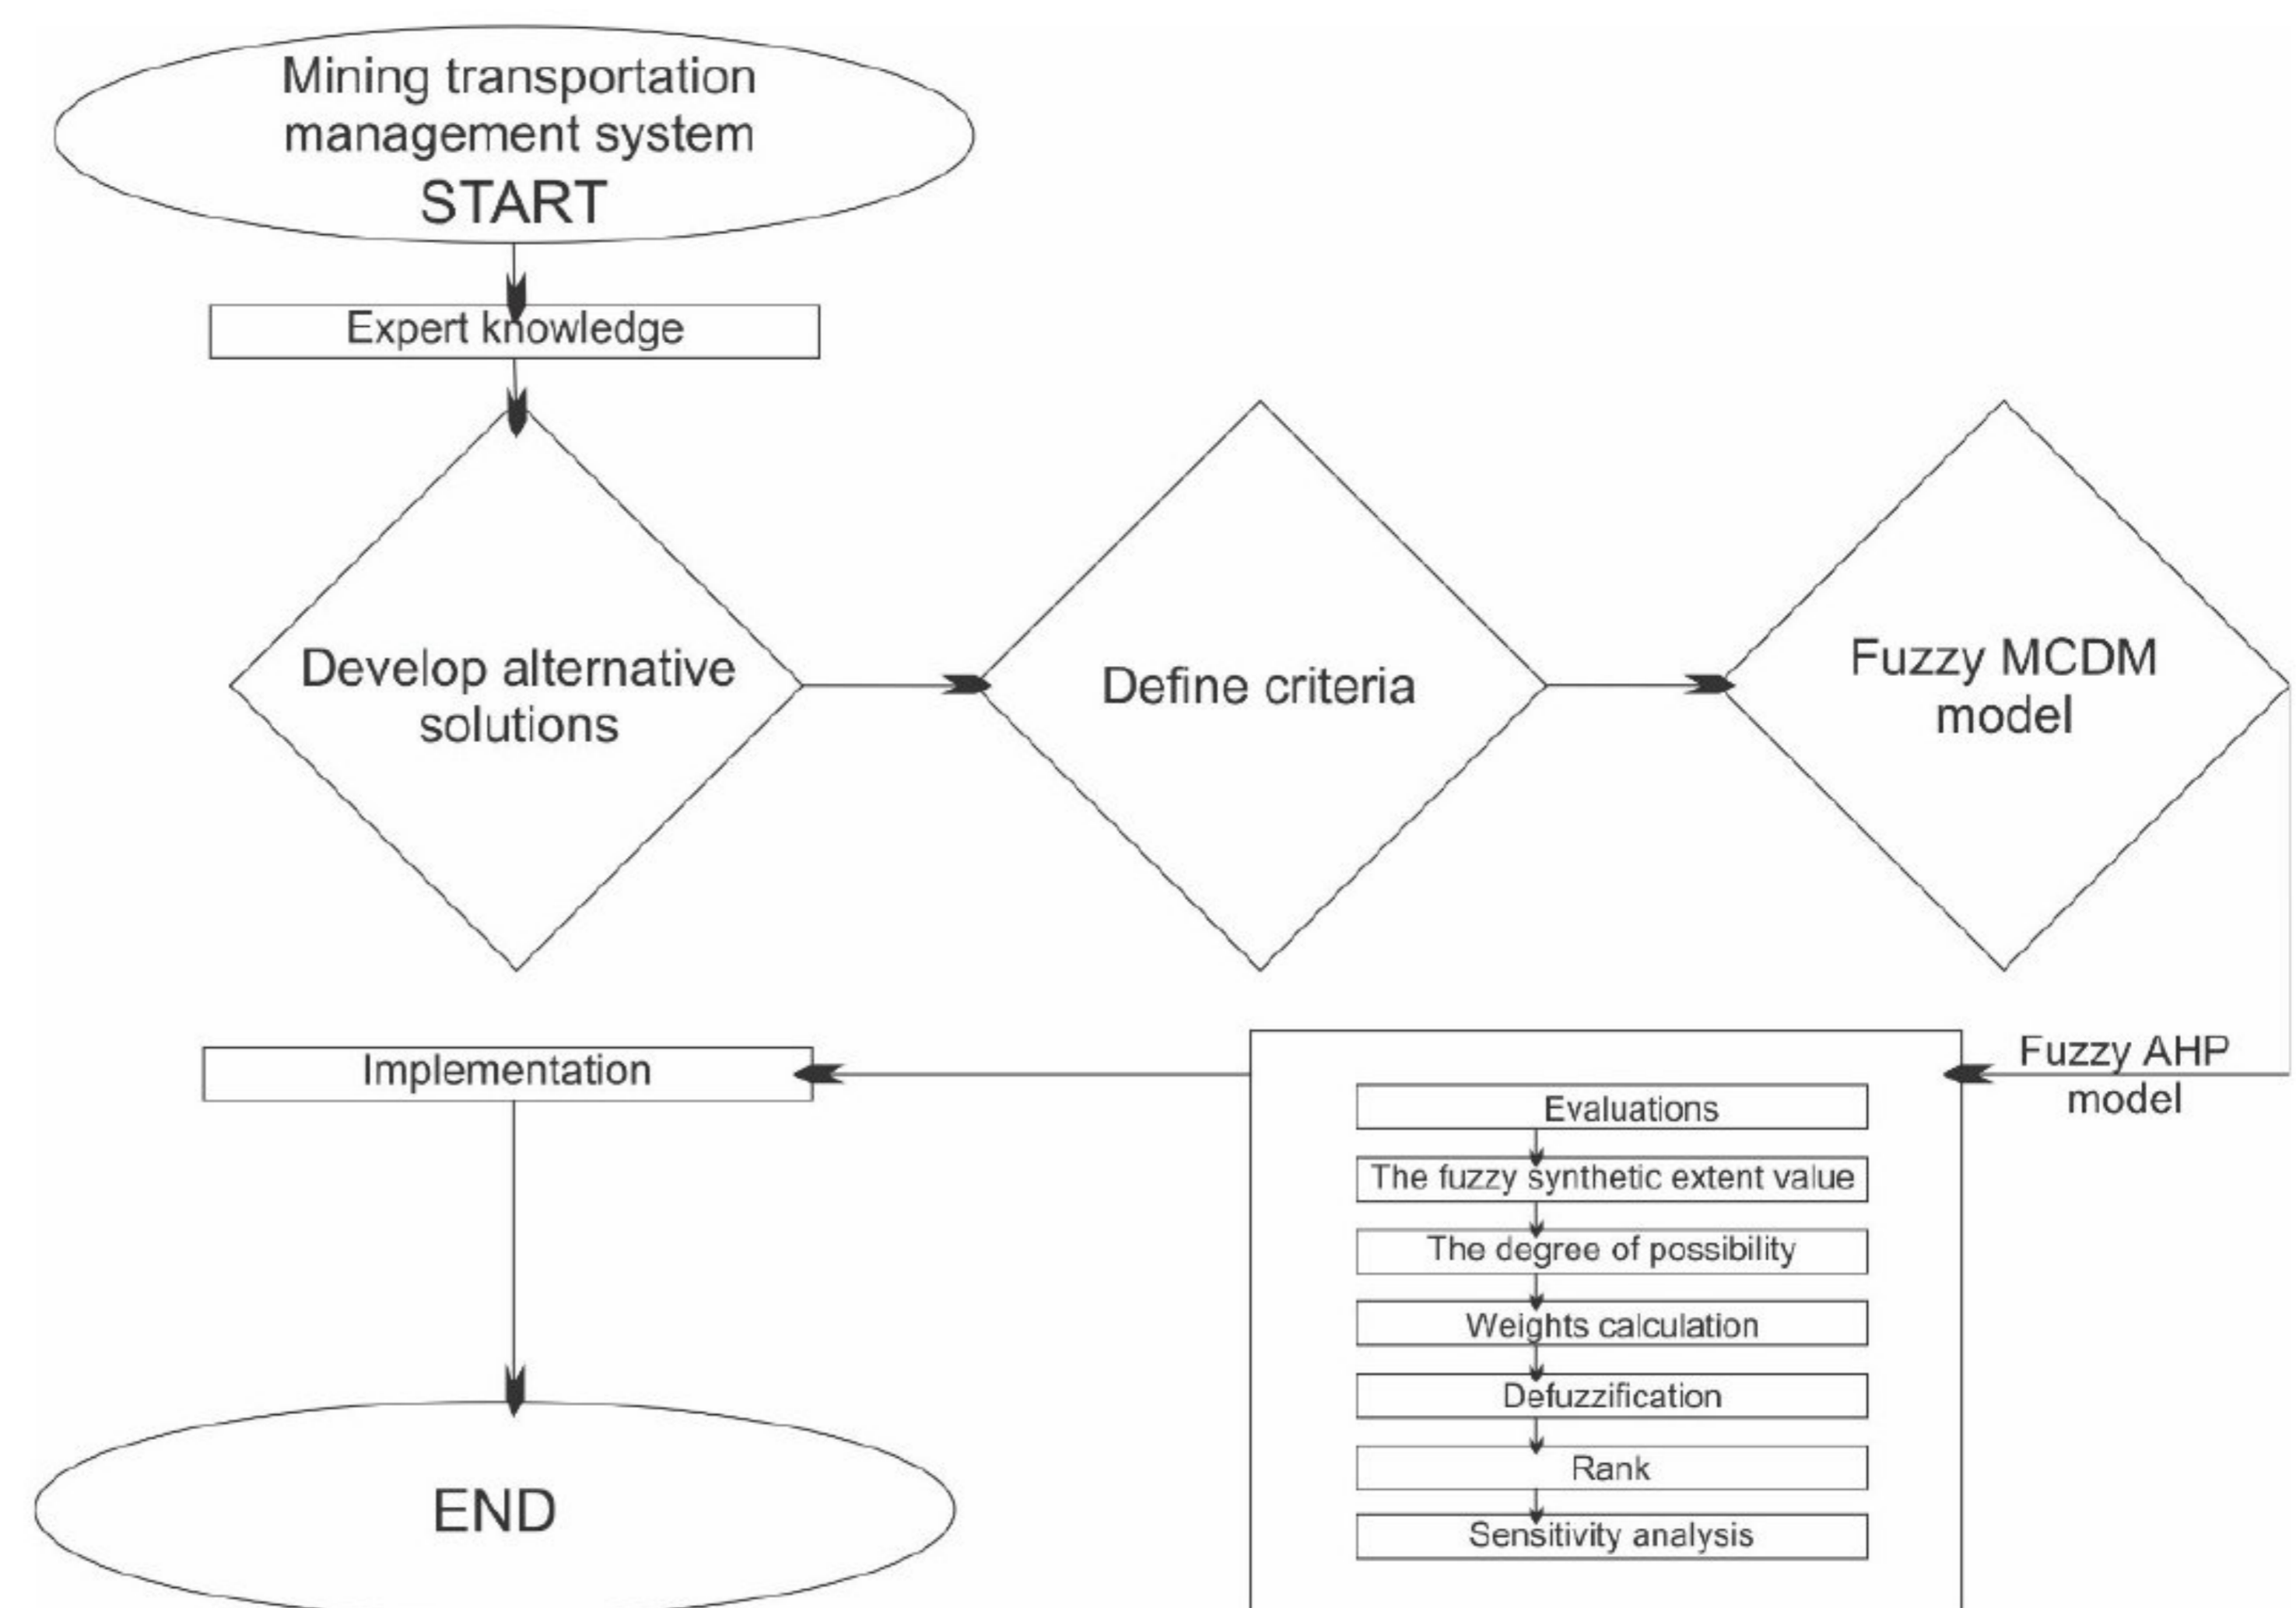 Mining transportation
management system
START
Expert knowledge
Develop alternative
solutions
Define criteria
Fuzzy MCDM
model
Fuzzy AHP
model
Implementation
Evaluations
The fuzzy synthetic extent value
The degree of possibility
Weights calculation
Defuzzification
Rank
Sensitivity analysis
END